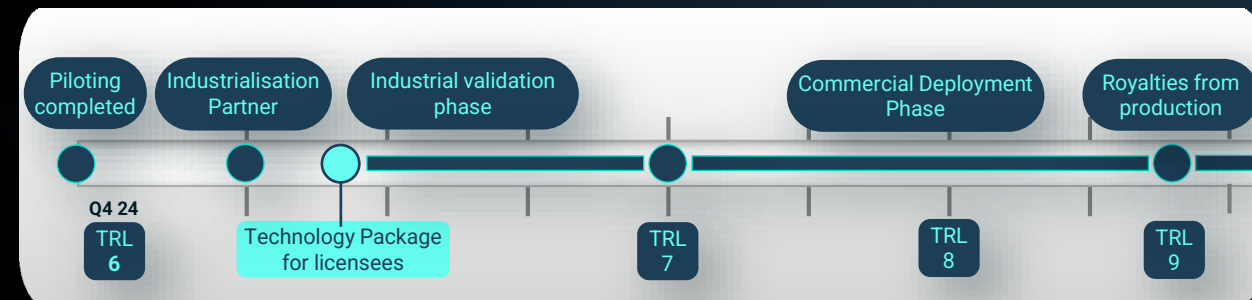 Piloting
completed
Industrialisation
Partner
Industrial validation
phase
Commercial Deployment
Phase
Royalties from
production
Q4 24
TRL
6
Technology Package
for licensees
TRL
7
TRL
8
TRL
9